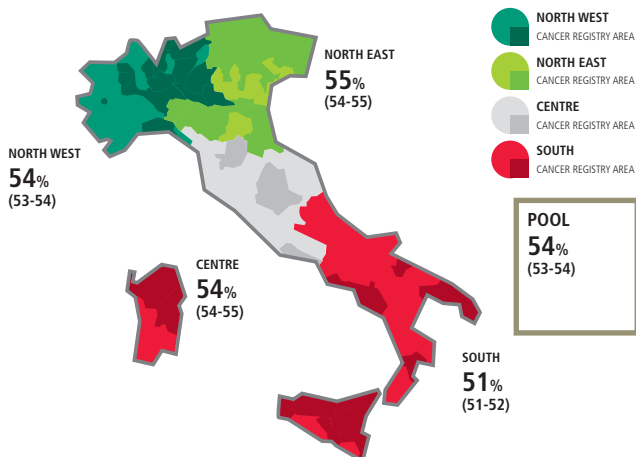 NORTH WEST
CANCER REGISTRY AREA
NORTH EAST
CANCER REGISTRY AREA
CENTRE
CANCER REGISTRY AREA
SOUTH
CANCER REGISTRY AREA
NORTH EAST
55%
(54-55)
NORTH WEST
54%
(53-54)
POOL
54%
(53-54)
CENTRE
54%
(54-55)
SOUTH
51%
(51-52)